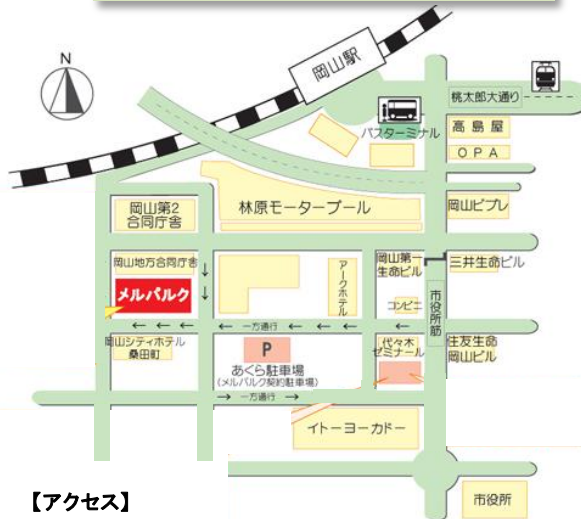 N
岡山駅
桃太郎大通り
バスターミナル
高島屋
OPA
岡山第2
合同庁舎
林原モータープール
岡山ビブレ
岡山地方合同庁舎
アークホテル
岡山第一
生命ビル
三井生命ビル
メルパルク
コンビニ
市役所筋
← ← ← ← 一方通行 ← ← ← ←
岡山シティホテル
桑田町
P
あくら駐車場
(メルパルク契約駐車場)
代々木
ゼミナール
住友生命
岡山ビル
→ 一方通行 → →
イトーヨーカドー
【アクセス】
市役所